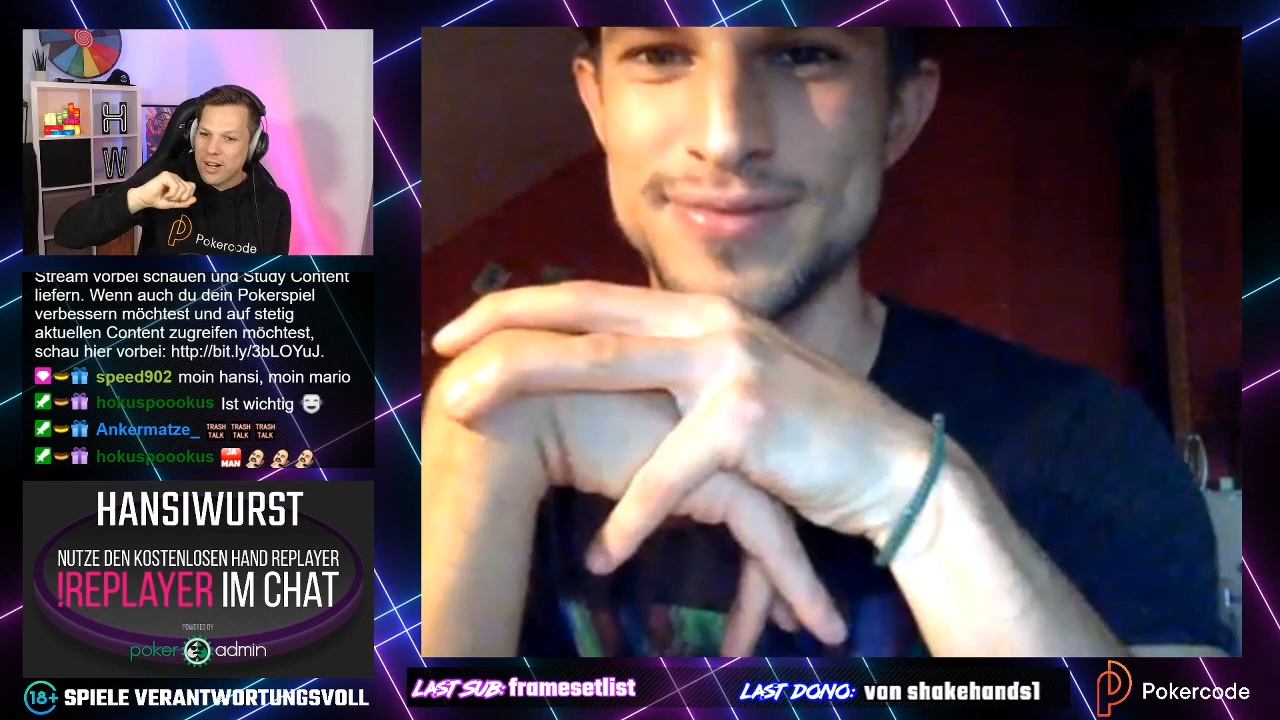 H
W
Pokercode
Stream vorbei schauen und Study Content
liefern. Wenn auch du dein Pokerspiel
verbessern möchtest und auf stetig
aktuellen Content zugreifen möchtest,
schau hier vorbei: http://bit.ly/3bLOYuJ.
speed902 moin hansi, moin mario
hokuspoookus Ist wichtig
Ankermatze_ TRASH TALK TRASH TALK TRASH TALK
hokuspoookus JA MAN
HANSIWURST
NUTZE DEN KOSTENLOSEN HAND REPLAYER
!REPLAYER IM CHAT
POWERED BY
poker admin
18+ SPIELE VERANTWORTUNGSVOLL
LAST SUB: framesetlist
LAST DONO: von shakehands1
Pokercode